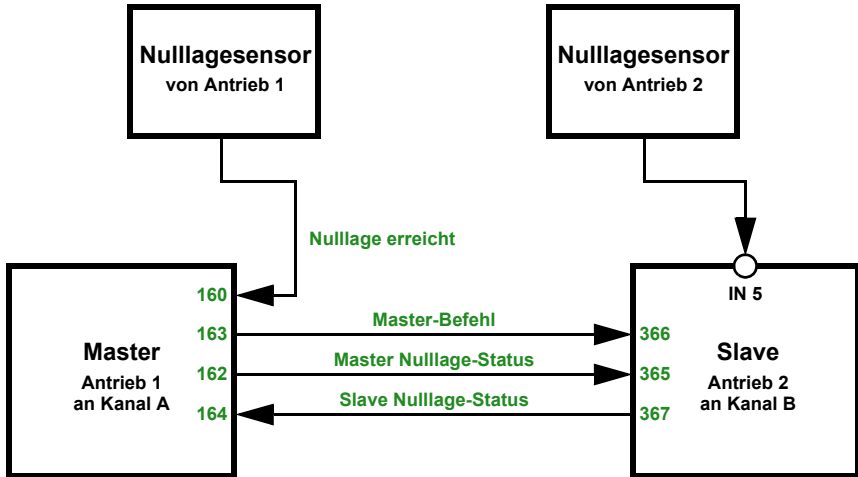 Nulllagesensor
von Antrieb 1
Nulllagesensor
von Antrieb 2
Nulllage erreicht
160
IN 5
163
Master-Befehl
366
Master
Antrieb 1
an Kanal A
162
Master Nulllage-Status
365
Slave
Antrieb 2
an Kanal B
164
Slave Nulllage-Status
367